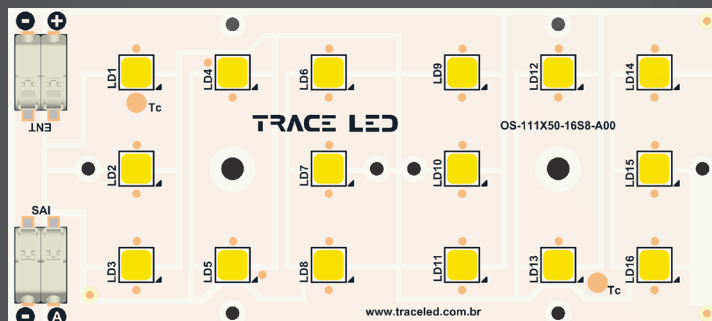 - +
LD1
LD4
LD6
LD9
LD12
LD14
Tc
ENT
TRACE LED
OS-111X50-16S8-A00
LD2
LD7
LD10
LD15
SAI
LD3
LD5
LD8
LD11
LD13
LD16
Tc
- A
www.traceled.com.br